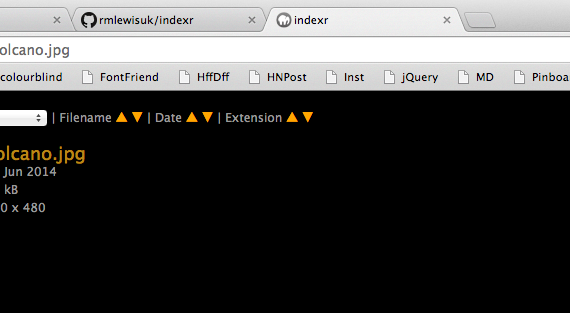 rmlewisuk/indexr indexr
olcano.jpg
colourblind FontFriend HffDff HNPost Inst jQuery MD Pinboa
| Filename ▲ ▼ | Date ▲ ▼ | Extension ▲ ▼
olcano.jpg
Jun 2014
kB
0 x 480